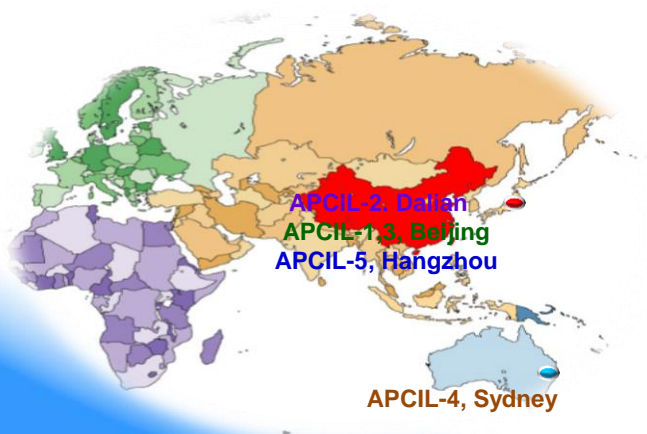 APCIL-2. Dalian
APCIL-1,3, Beijing
APCIL-5, Hangzhou
APCIL-4, Sydney